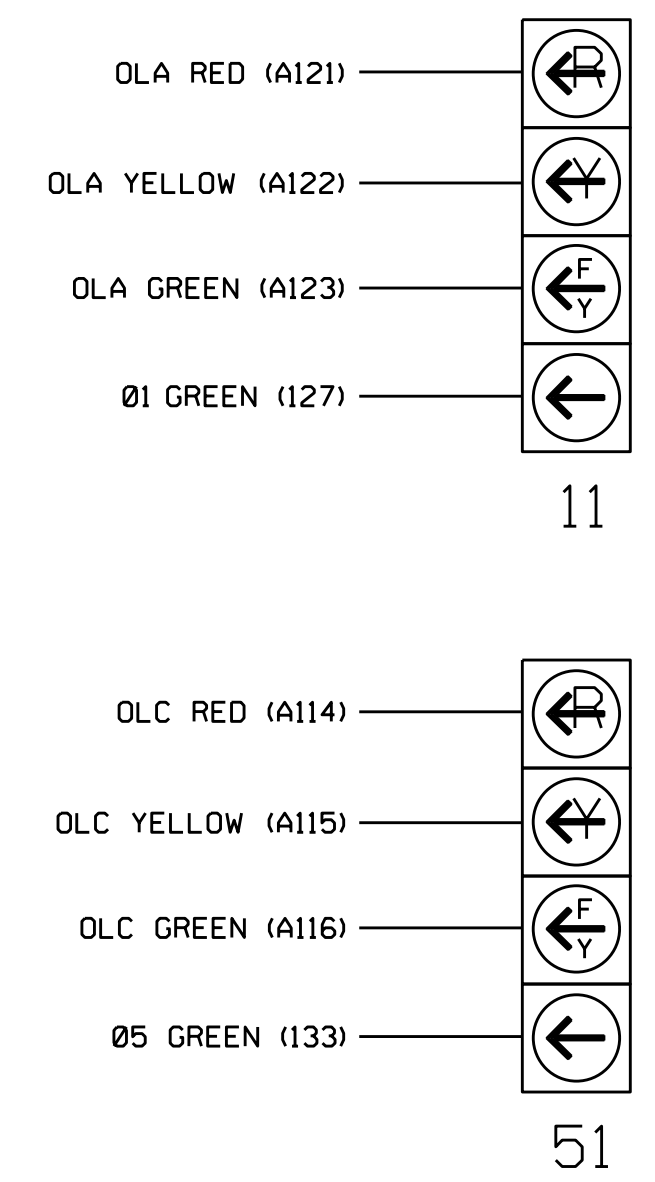 OLA RED (A121)
R
OLA YELLOW (A122)
Y
OLA GREEN (A123)
F
Y
Ø1 GREEN (127)
11
OLC RED (A114)
R
OLC YELLOW (A115)
Y
OLC GREEN (A116)
F
Y
Ø5 GREEN (133)
51